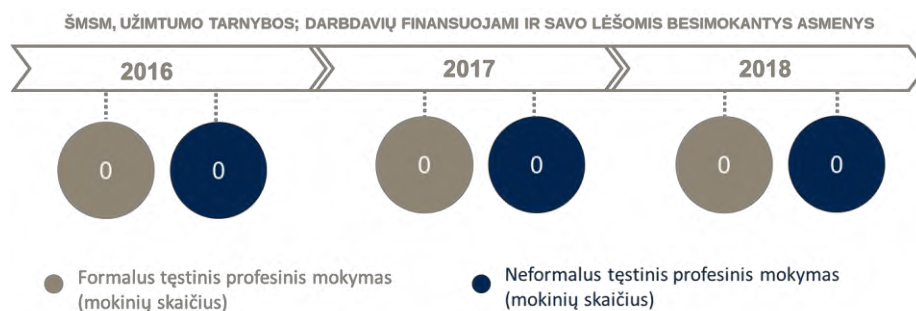 ŠMSM, UŽIMTUMO TARNYBOS; DARBDAVIŲ FINANSUOJAMI IR SAVO LĖŠOMIS BESIMOKANTYS ASMENYS
2016 2017 2018
0 0 0 0 0 0
Formalus tęstinis profesinis mokymas
(mokinių skaičius)
Neformalus tęstinis profesinis mokymas
(mokinių skaičius)